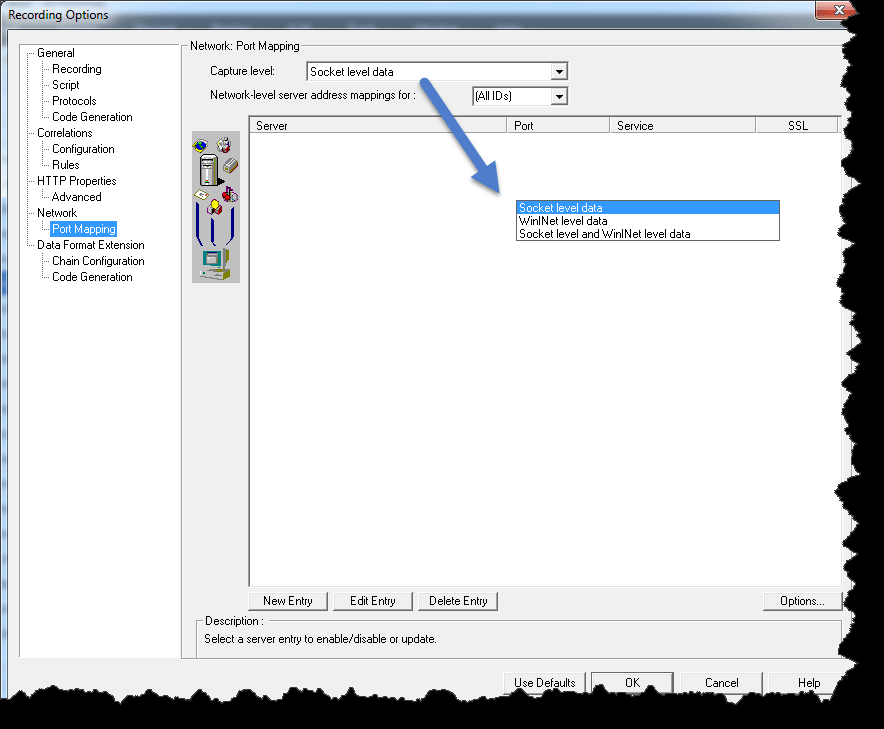 Recording Options
General
Recording
Script
Protocols
Code Generation
Correlations
Configuration
Rules
HTTP Properties
Advanced
Network
Port Mapping
Data Format Extension
Chain Configuration
Code Generation
Network: Port Mapping
Capture level: Socket level data
Network-level server address mappings for : (All IDs)
Server Port Service SSL
Socket level data
WinINet level data
Socket level and WinINet level data
New Entry Edit Entry Delete Entry Options...
Description :
Select a server entry to enable/disable or update.
Use Defaults OK Cancel Help